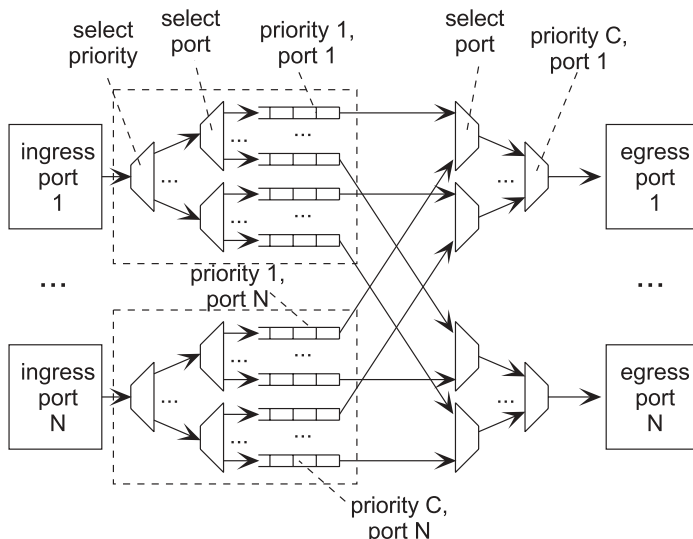 select
priority
select
port
priority 1,
port 1
select
port
priority C,
port 1
ingress
port
1
...
...
...
...
...
...
...
egress
port
1
...
...
priority 1,
port N
ingress
port
N
...
...
...
...
...
...
egress
port
N
priority C,
port N